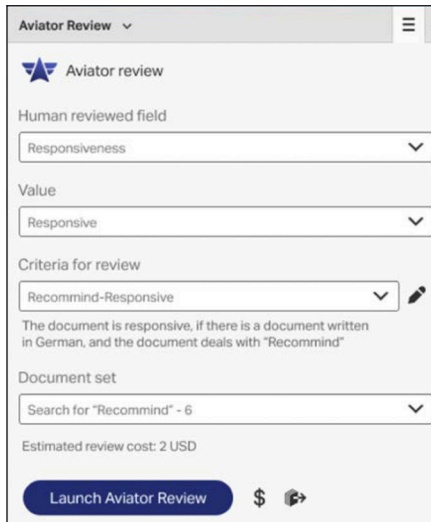 Aviator Review
Aviator review
Human reviewed field
Responsiveness
Value
Responsive
Criteria for review
Recommind-Responsive
The document is responsive, if there is a document written
in German, and the document deals with “Recommind”
Document set
Search for “Recommind” - 6
Estimated review cost: 2 USD
Launch Aviator Review $